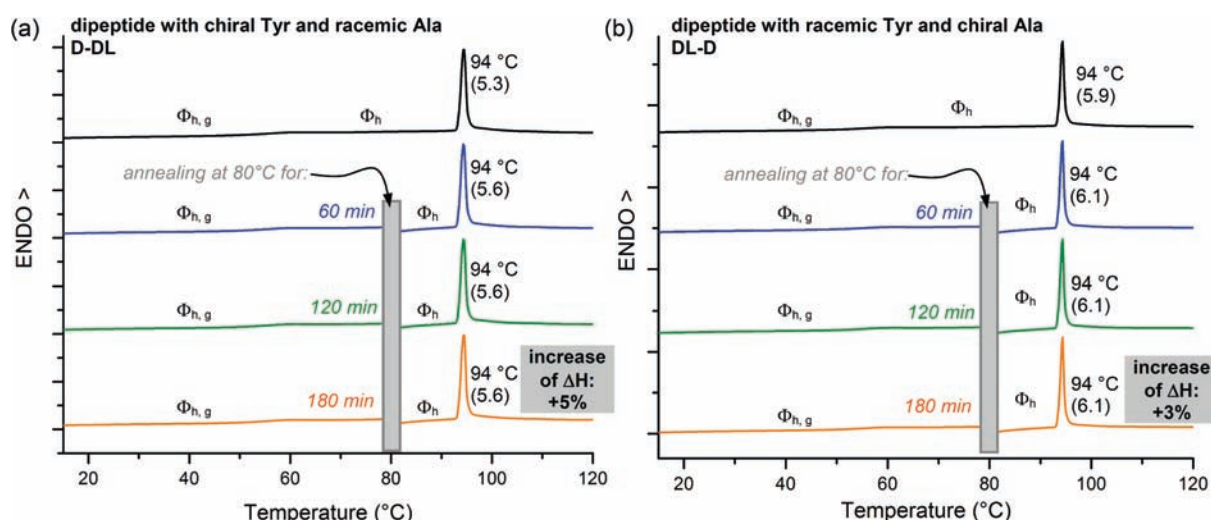 (a)
dipeptide with chiral Tyr and racemic Ala
D-DL
94 °C
(5.3)
Φh, g
Φh
annealing at 80°C for:
94 °C
(5.6)
Φh, g
60 min
Φh
94 °C
(5.6)
Φh, g
120 min
Φh
94 °C
(5.6)
Φh, g
180 min
Φh
increase
of ΔH:
+5%
ENDO >
20 40 60 80 100 120
Temperature (°C)
(b)
dipeptide with racemic Tyr and chiral Ala
DL-D
94 °C
(5.9)
Φh, g
Φh
annealing at 80°C for:
94 °C
(6.1)
Φh, g
60 min
Φh
94 °C
(6.1)
Φh, g
120 min
Φh
94 °C
(6.1)
Φh, g
180 min
Φh
increase
of ΔH:
+3%
ENDO >
20 40 60 80 100 120
Temperature (°C)